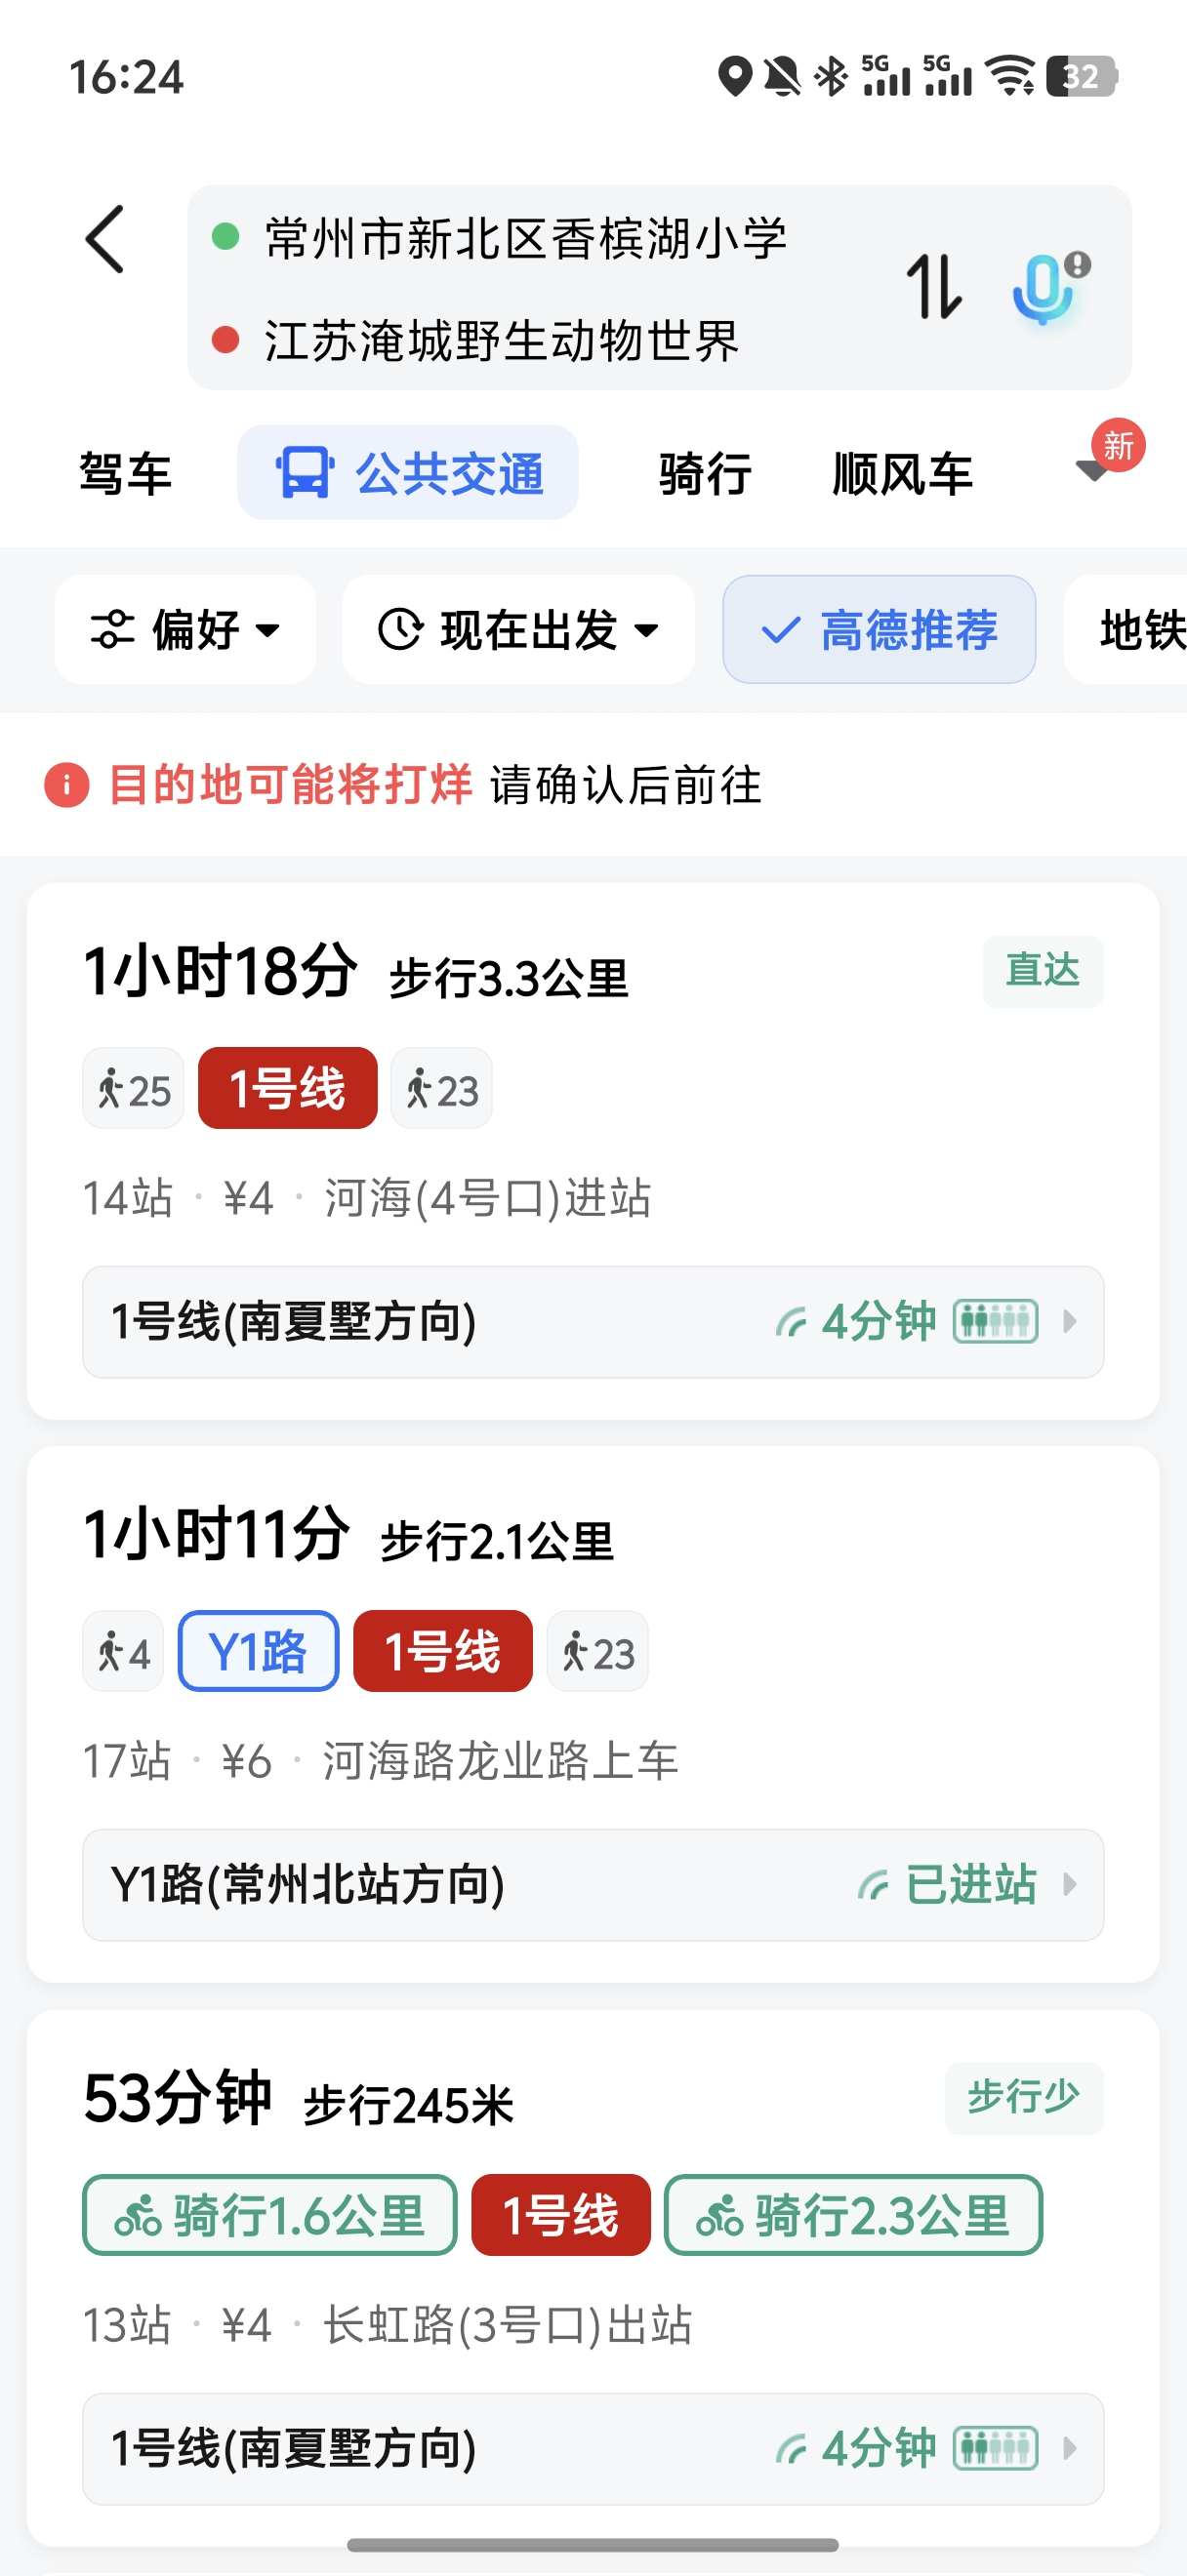 16:24
5G 5G 32
常州市新北区香槟湖小学
江苏淹城野生动物世界
驾车 公共交通 骑行 顺风车 新
偏好 现在出发 高德推荐 地铁
目的地可能将打烊 请确认后前往
1小时18分 步行3.3公里 直达
25 1号线 23
14站 · ¥4 · 河海(4号口)进站
1号线(南夏墅方向) 4分钟
1小时11分 步行2.1公里
4 Y1路 1号线 23
17站 · ¥6 · 河海路龙业路上车
Y1路(常州北站方向) 已进站
53分钟 步行245米 步行少
骑行1.6公里 1号线 骑行2.3公里
13站 · ¥4 · 长虹路(3号口)出站
1号线(南夏墅方向) 4分钟